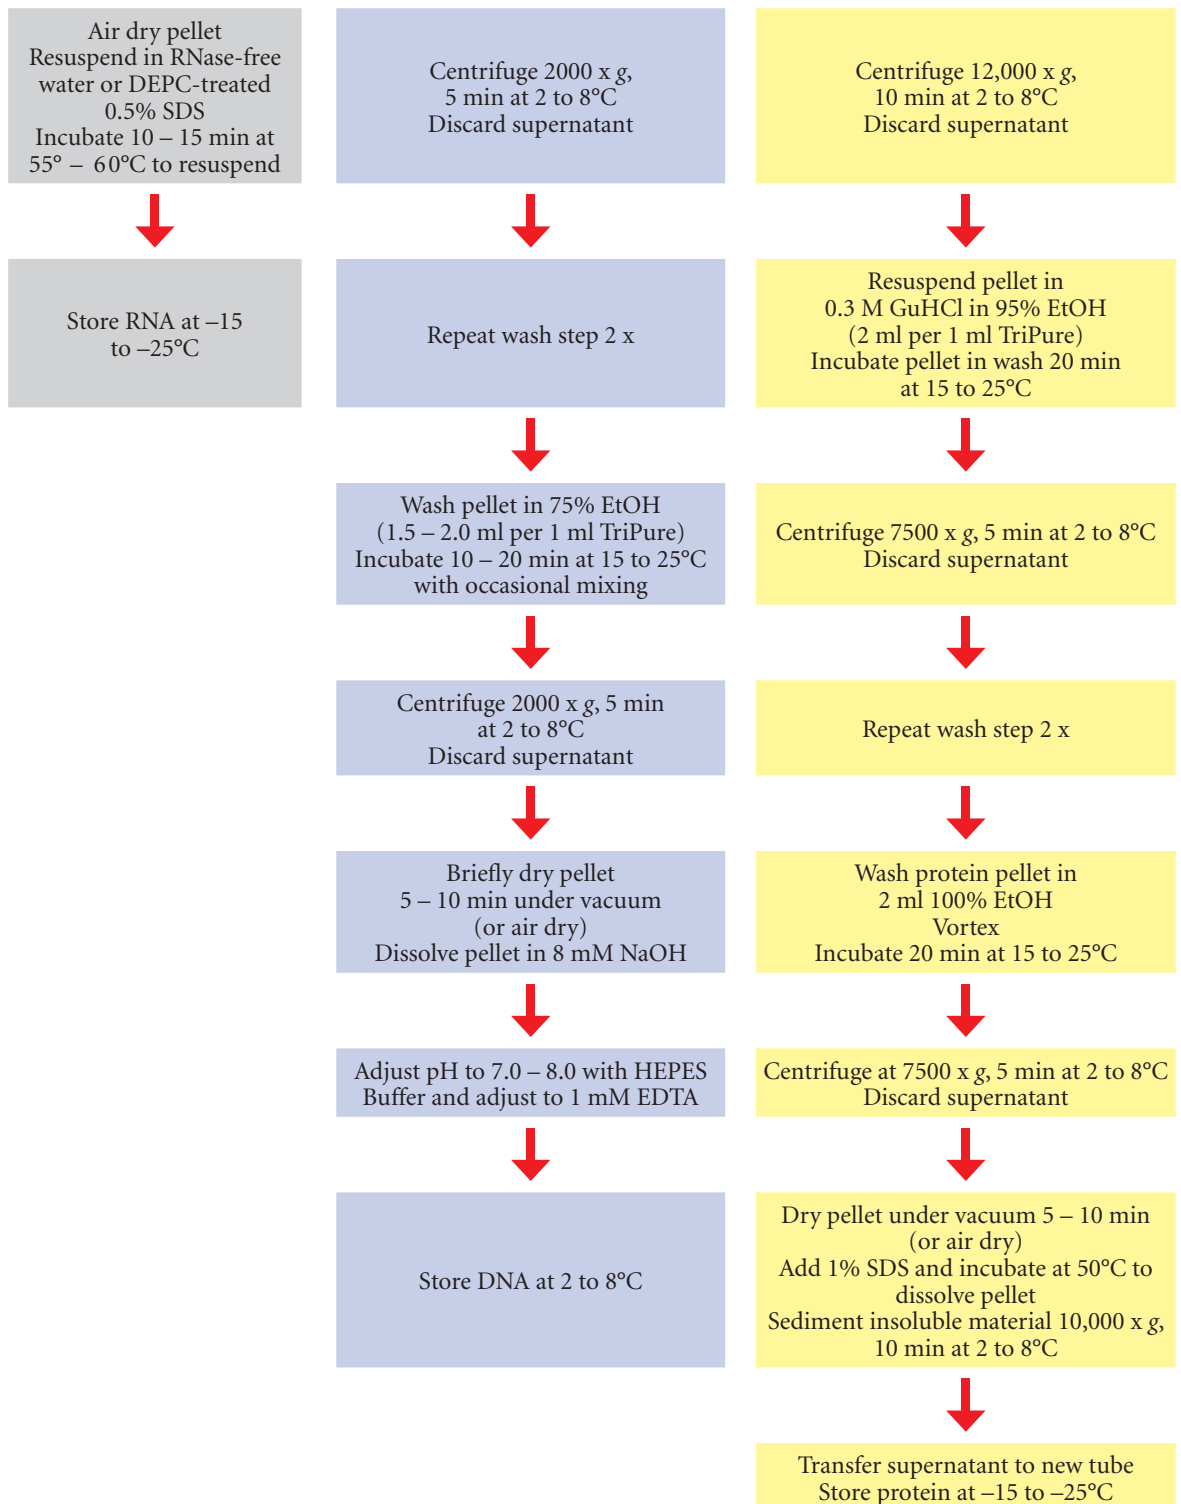 Air dry pellet
Resuspend in RNase-free
water or DEPC-treated
0.5% SDS
Incubate 10 – 15 min at
55° – 60°C to resuspend
Store RNA at –15
to –25°C
Centrifuge 2000 x g,
5 min at 2 to 8°C
Discard supernatant
Repeat wash step 2 x
Wash pellet in 75% EtOH
(1.5 – 2.0 ml per 1 ml TriPure)
Incubate 10 – 20 min at 15 to 25°C
with occasional mixing
Centrifuge 2000 x g, 5 min
at 2 to 8°C
Discard supernatant
Briefly dry pellet
5 – 10 min under vacuum
(or air dry)
Dissolve pellet in 8 mM NaOH
Adjust pH to 7.0 – 8.0 with HEPES
Buffer and adjust to 1 mM EDTA
Store DNA at 2 to 8°C
Centrifuge 12,000 x g,
10 min at 2 to 8°C
Discard supernatant
Resuspend pellet in
0.3 M GuHCl in 95% EtOH
(2 ml per 1 ml TriPure)
Incubate pellet in wash 20 min
at 15 to 25°C
Centrifuge 7500 x g, 5 min at 2 to 8°C
Discard supernatant
Repeat wash step 2 x
Wash protein pellet in
2 ml 100% EtOH
Vortex
Incubate 20 min at 15 to 25°C
Centrifuge at 7500 x g, 5 min at 2 to 8°C
Discard supernatant
Dry pellet under vacuum 5 – 10 min
(or air dry)
Add 1% SDS and incubate at 50°C to
dissolve pellet
Sediment insoluble material 10,000 x g,
10 min at 2 to 8°C
Transfer supernatant to new tube
Store protein at –15 to –25°C